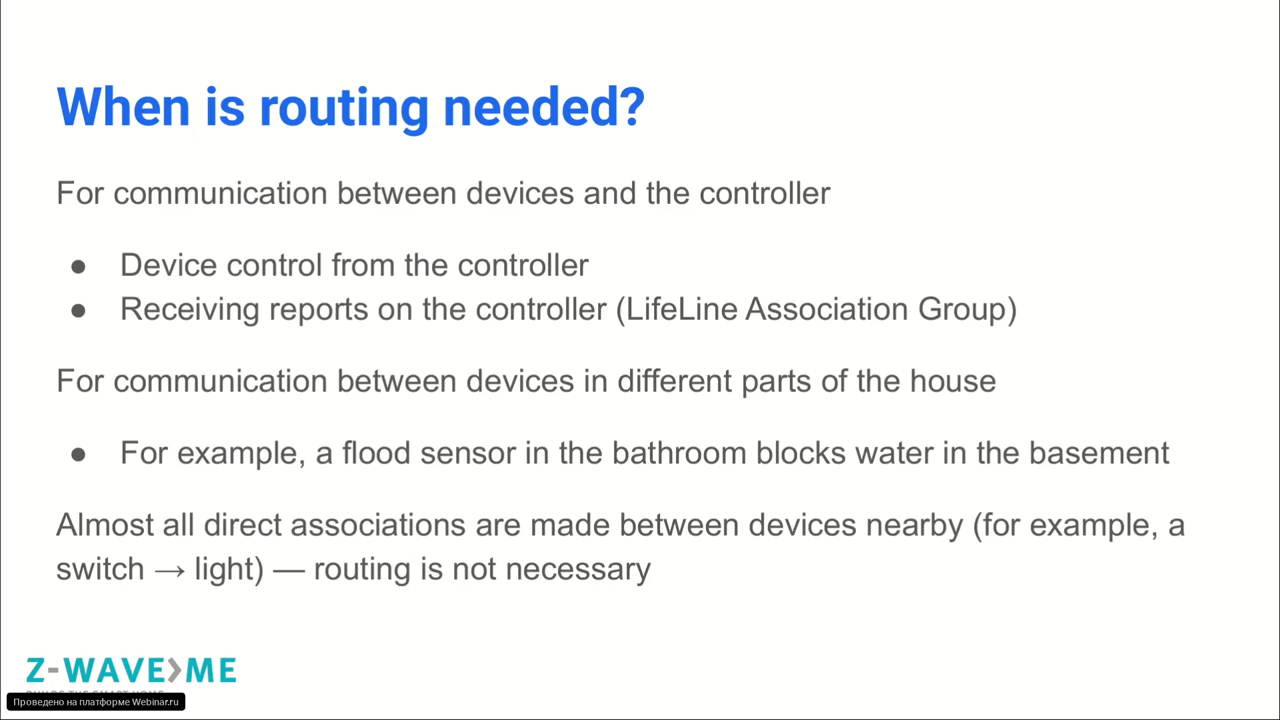 When is routing needed?
For communication between devices and the controller
● Device control from the controller
● Receiving reports on the controller (LifeLine Association Group)
For communication between devices in different parts of the house
● For example, a flood sensor in the bathroom blocks water in the basement
Almost all direct associations are made between devices nearby (for example, a
switch → light) — routing is not necessary
Z-WAVE>ME
Проведено на платформе Webinar.ru